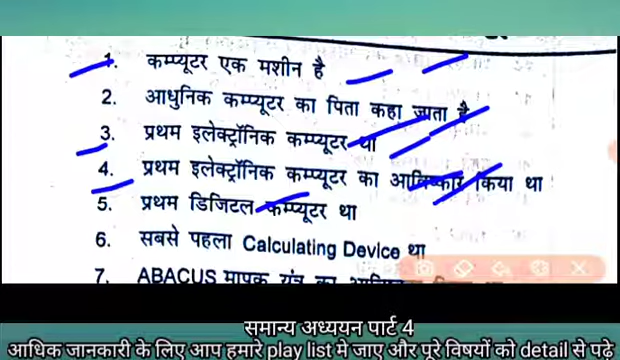 1. कम्प्यूटर एक मशीन है
2. आधुनिक कम्प्यूटर का पिता कहा जाता है
3. प्रथम इलेक्ट्रॉनिक कम्प्यूटर था
4. प्रथम इलेक्ट्रॉनिक कम्प्यूटर का आविष्कार किया था
5. प्रथम डिजिटल कम्प्यूटर था
6. सबसे पहला Calculating Device था
7. ABACUS मापक यंत्र का
समान्य अध्ययन पार्ट 4
आधिक जानकारी के लिए आप हमारे play list मे जाए और पूरे विषयों को detail से पढ़े